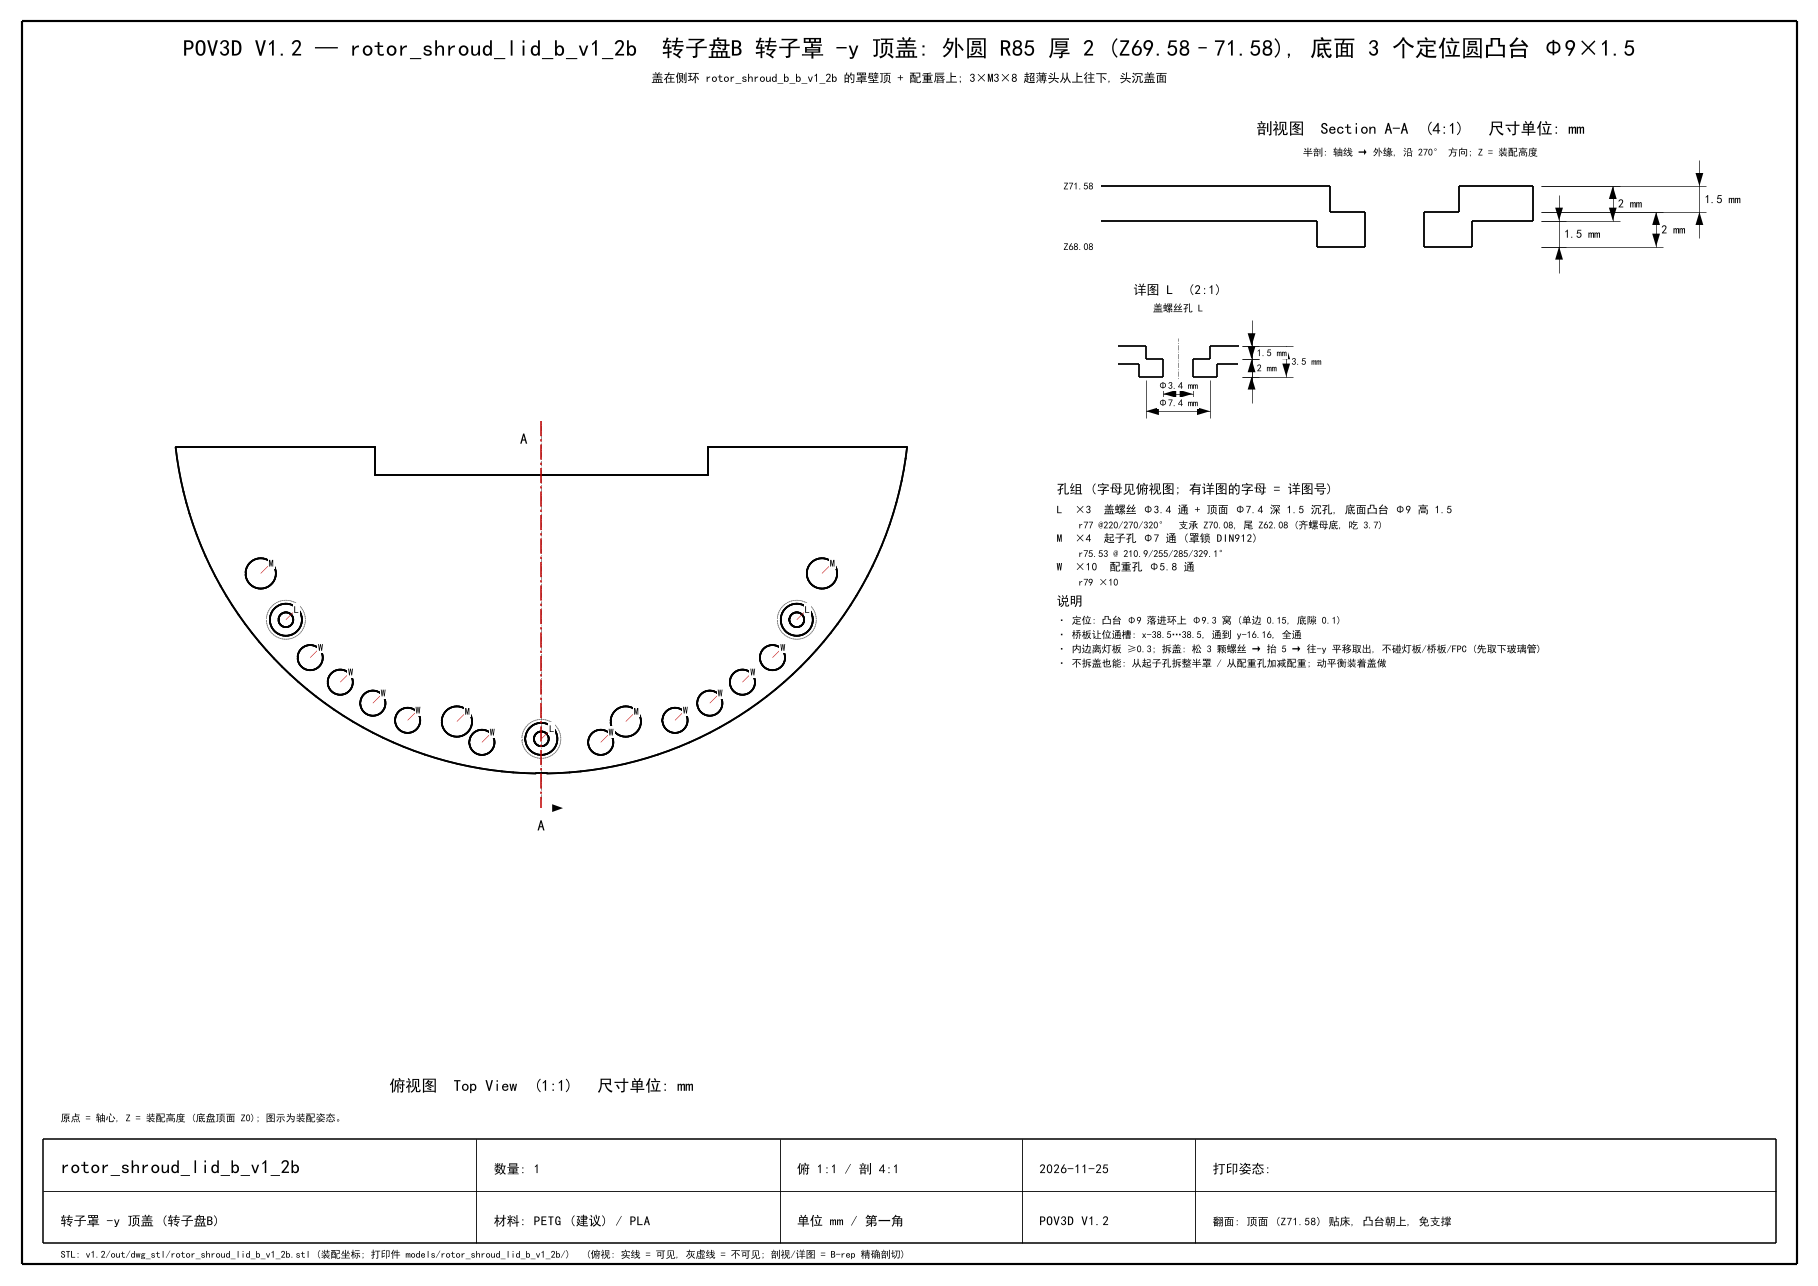 POV3D V1.2 — rotor_shroud_lid_b_v1_2b 转子盘B 转子罩 -y 顶盖: 外圆 R85 厚 2 (Z69.58–71.58), 底面 3 个定位圆凸台 Φ9×1.5
盖在侧环 rotor_shroud_b_b_v1_2b 的罩壁顶 + 配重唇上; 3×M3×8 超薄头从上往下, 头沉盖面
剖视图 Section A-A (4:1) 尺寸单位: mm
半剖: 轴线 → 外缘, 沿 270° 方向; Z = 装配高度
Z71.58
Z68.08
2 mm
1.5 mm
1.5 mm
2 mm
详图 L (2:1)
盖螺丝孔 L
1.5 mm
2 mm
3.5 mm
Φ3.4 mm
Φ7.4 mm
A
M
M
L
L
W
W
W
W
W
W
W
W
M
M
W
W
L
A
孔组 (字母见俯视图; 有详图的字母 = 详图号)
L ×3 盖螺丝 Φ3.4 通 + 顶面 Φ7.4 深 1.5 沉孔, 底面凸台 Φ9 高 1.5
r77 @220/270/320° 支承 Z70.08, 尾 Z62.08 (齐螺母底, 吃 3.7)
M ×4 起子孔 Φ7 通 (罩锁 DIN912)
r75.53 @ 210.9/255/285/329.1°
W ×10 配重孔 Φ5.8 通
r79 ×10
说明
· 定位: 凸台 Φ9 落进环上 Φ9.3 窝 (单边 0.15, 底隙 0.1)
· 桥板让位通槽: x-38.5…38.5, 通到 y-16.16, 全通
· 内边离灯板 ≥0.3; 拆盖: 松 3 颗螺丝 → 抬 5 → 往-y 平移取出, 不碰灯板/桥板/FPC (先取下玻璃管)
· 不拆盖也能: 从起子孔拆整半罩 / 从配重孔加减配重; 动平衡装着盖做
俯视图 Top View (1:1) 尺寸单位: mm
原点 = 轴心, Z = 装配高度 (底盘顶面 Z0); 图示为装配姿态。
rotor_shroud_lid_b_v1_2b
数量: 1
俯 1:1 / 剖 4:1
2026-11-25
打印姿态:
转子罩 -y 顶盖 (转子盘B)
材料: PETG (建议) / PLA
单位 mm / 第一角
POV3D V1.2
翻面: 顶面 (Z71.58) 贴床, 凸台朝上, 免支撑
STL: v1.2/out/dwg_stl/rotor_shroud_lid_b_v1_2b.stl (装配坐标; 打印件 models/rotor_shroud_lid_b_v1_2b/) (俯视: 实线 = 可见, 灰虚线 = 不可见; 剖视/详图 = B-rep 精确剖切)